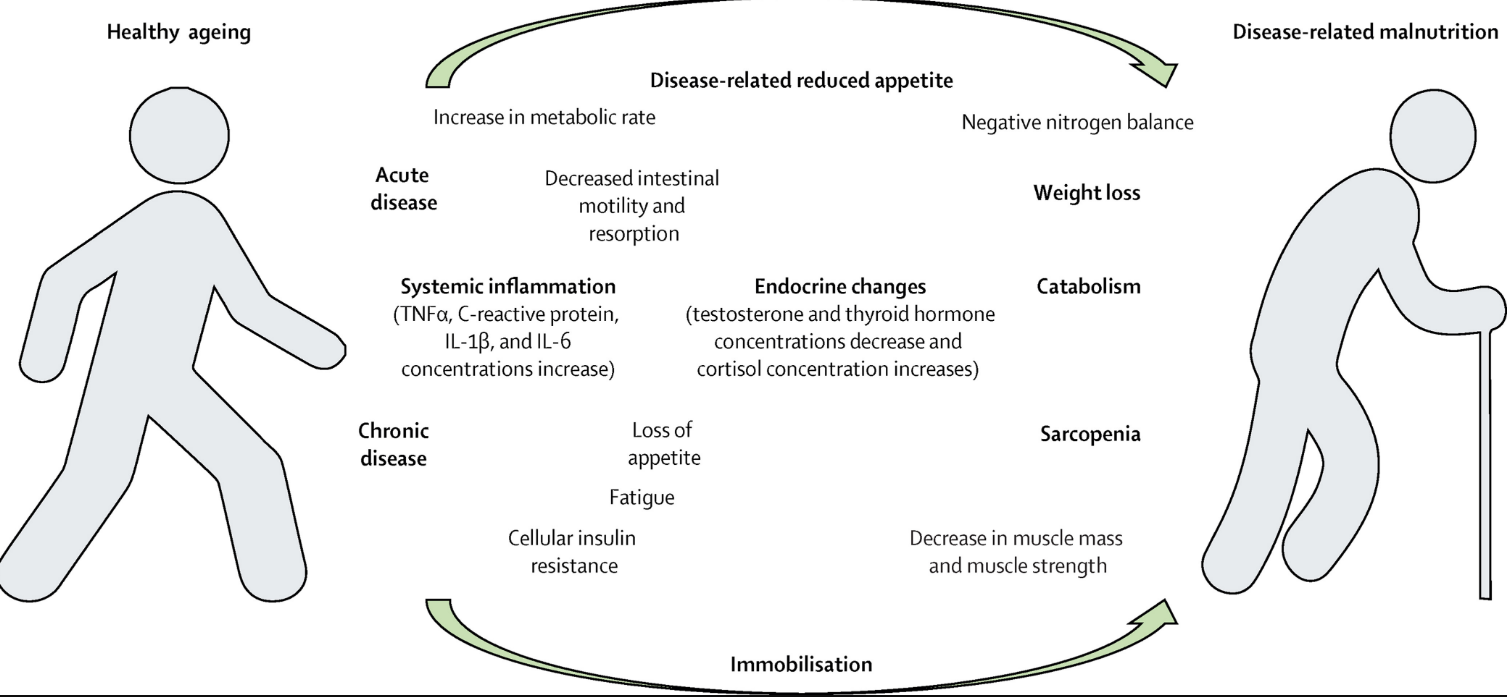 Healthy ageing
Disease-related malnutrition
Disease-related reduced appetite
Increase in metabolic rate
Negative nitrogen balance
Acute
disease
Decreased intestinal
motility and
resorption
Weight loss
Systemic inflammation
(TNFα, C-reactive protein,
IL-1β, and IL-6
concentrations increase)
Endocrine changes
(testosterone and thyroid hormone
concentrations decrease and
cortisol concentration increases)
Catabolism
Chronic
disease
Loss of
appetite
Sarcopenia
Fatigue
Cellular insulin
resistance
Decrease in muscle mass
and muscle strength
Immobilisation